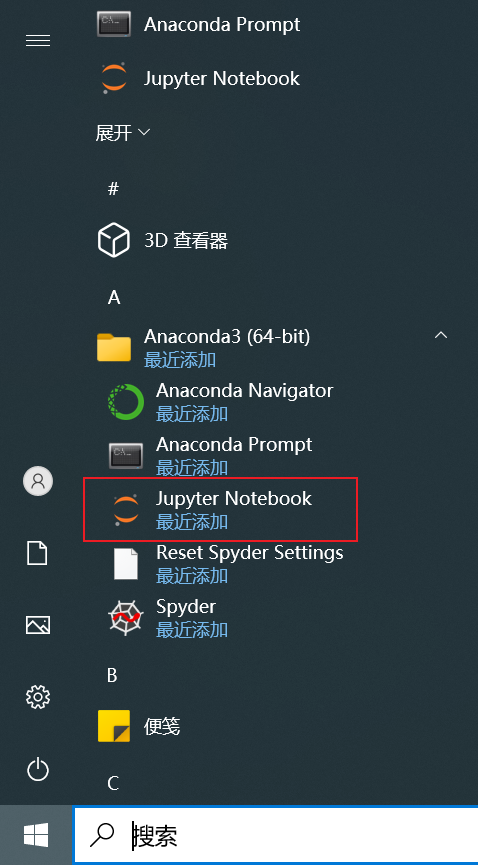 Anaconda Prompt
Jupyter Notebook
展开
#
3D 查看器
A
Anaconda3 (64-bit)
最近添加
Anaconda Navigator
最近添加
Anaconda Prompt
最近添加
Jupyter Notebook
最近添加
Reset Spyder Settings
最近添加
Spyder
最近添加
B
便笺
C
搜索